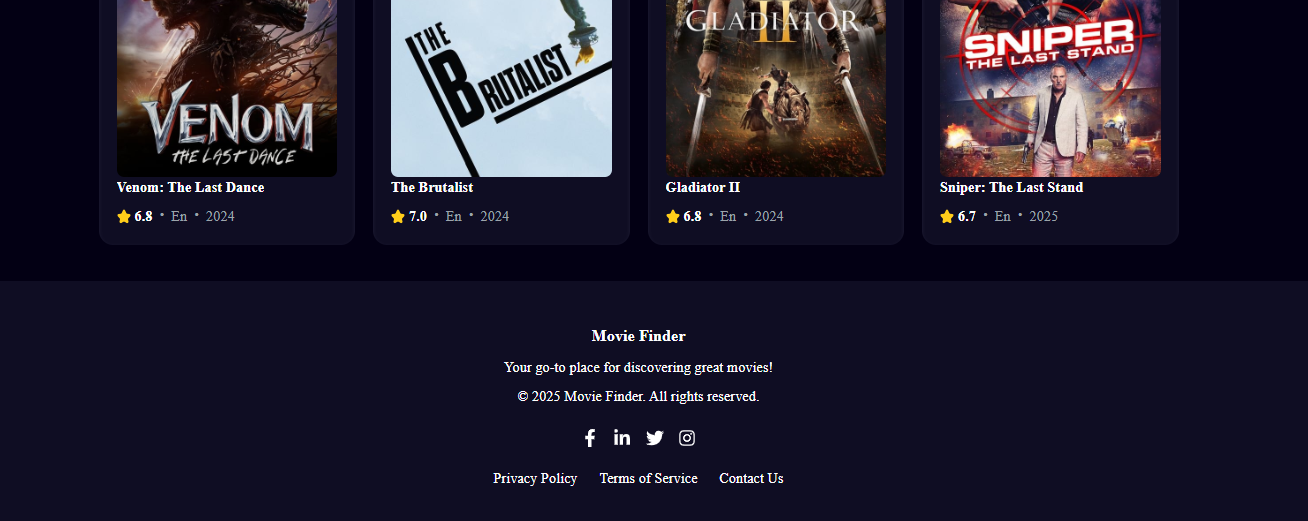 VENOM
THE LAST DANCE
THE
BRUTALIST
GLADIATOR
II
SNIPER
THE LAST STAND
Venom: The Last Dance
6.8 • En • 2024
The Brutalist
7.0 • En • 2024
Gladiator II
6.8 • En • 2024
Sniper: The Last Stand
6.7 • En • 2025
Movie Finder
Your go-to place for discovering great movies!
© 2025 Movie Finder. All rights reserved.
Privacy Policy Terms of Service Contact Us